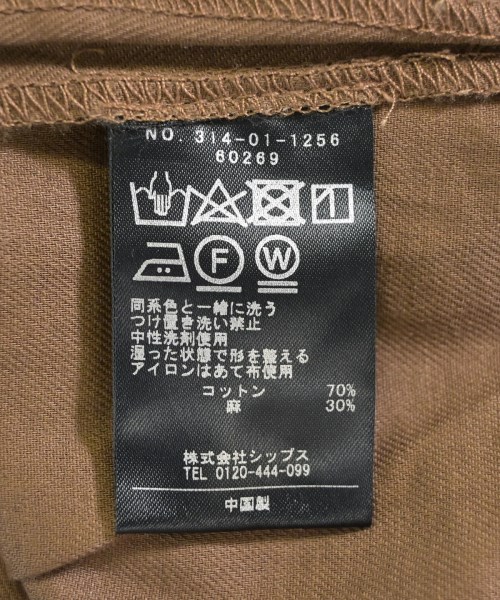 NO. 314-01-1256
60269
F W
同系色と一緒に洗う
つけ置き洗い禁止
中性洗剤使用
湿った状態で形を整える
アイロンはあて布使用
コットン 70%
麻 30%
株式会社シップス
TEL 0120-444-099
中国製